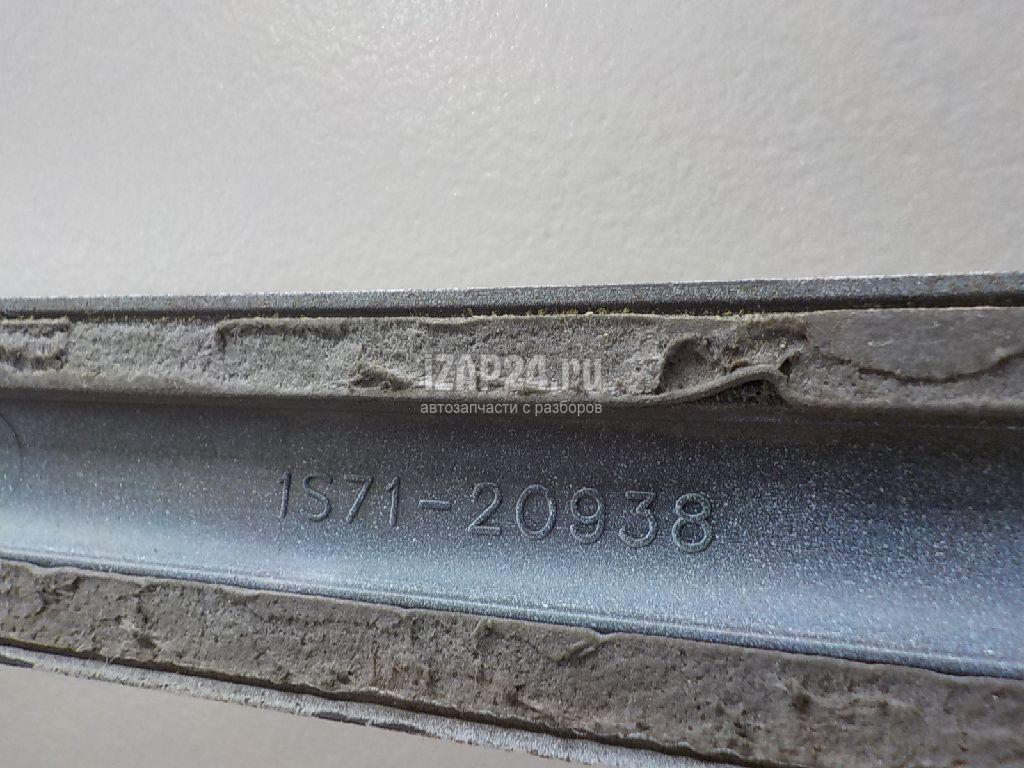 iZAP24.ru
автозапчасти с разборов
1S71-20938